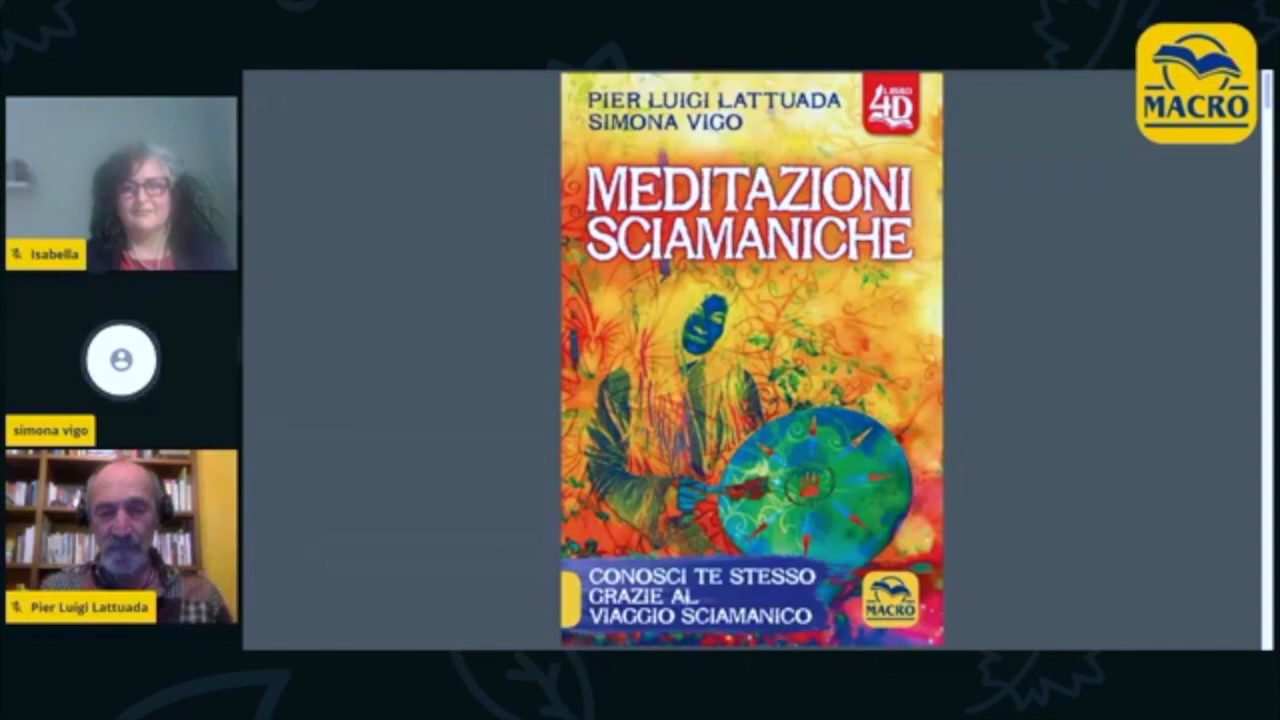 MACRO
PIER LUIGI LATTUADA
SIMONA VIGO
LIBRO
4D
MEDITAZIONI
SCIAMANICHE
CONOSCI TE STESSO
GRAZIE AL
VIAGGIO SCIAMANICO
MACRO
Isabella
simona vigo
Pier Luigi Lattuada